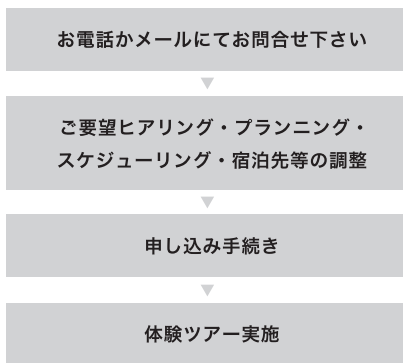 お電話かメールにてお問合せ下さい
ご要望ヒアリング・プランニング・
スケジューリング・宿泊先等の調整
申し込み手続き
体験ツアー実施